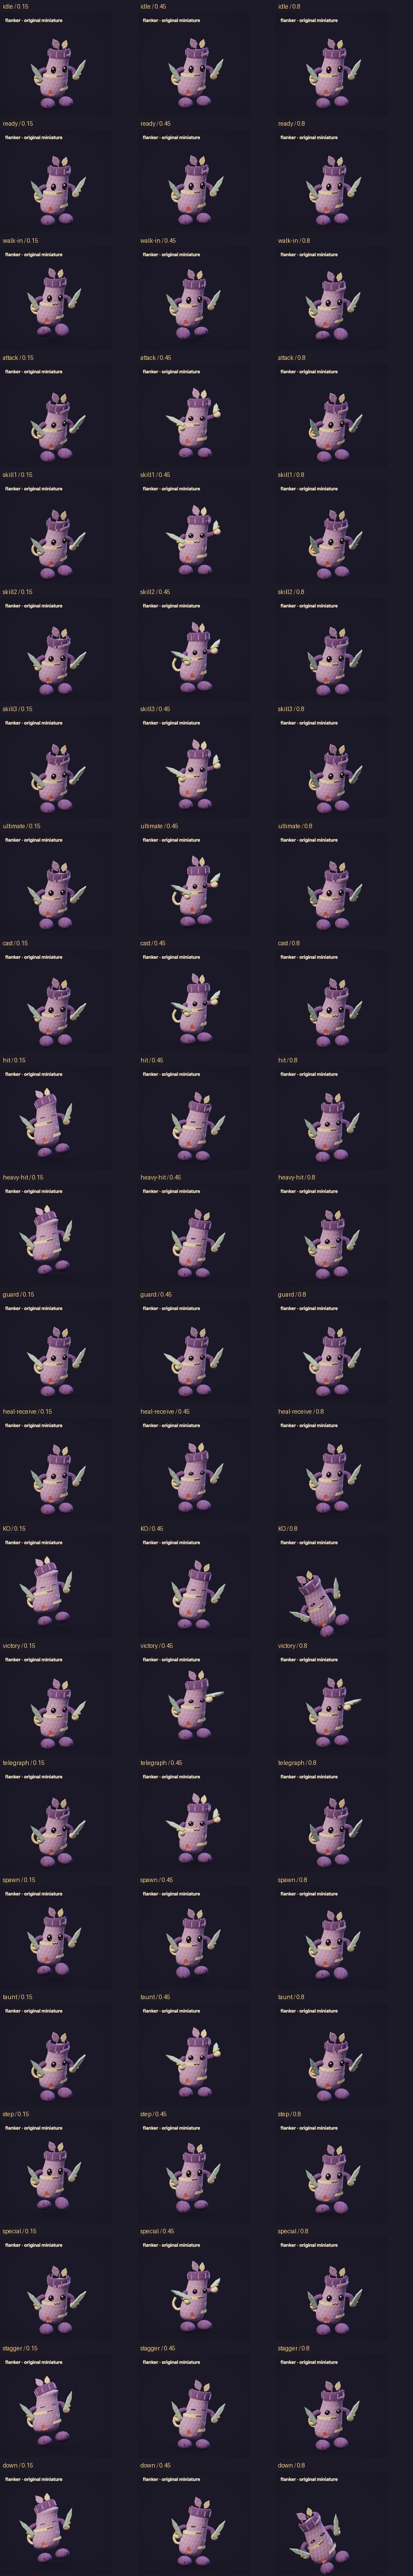 idle / 0.15 idle / 0.45 idle / 0.8
flanker - original miniature flanker - original miniature flanker - original miniature
ready / 0.15 ready / 0.45 ready / 0.8
flanker - original miniature flanker - original miniature flanker - original miniature
walk-in / 0.15 walk-in / 0.45 walk-in / 0.8
flanker - original miniature flanker - original miniature flanker - original miniature
attack / 0.15 attack / 0.45 attack / 0.8
flanker - original miniature flanker - original miniature flanker - original miniature
skill1 / 0.15 skill1 / 0.45 skill1 / 0.8
flanker - original miniature flanker - original miniature flanker - original miniature
skill2 / 0.15 skill2 / 0.45 skill2 / 0.8
flanker - original miniature flanker - original miniature flanker - original miniature
skill3 / 0.15 skill3 / 0.45 skill3 / 0.8
flanker - original miniature flanker - original miniature flanker - original miniature
ultimate / 0.15 ultimate / 0.45 ultimate / 0.8
flanker - original miniature flanker - original miniature flanker - original miniature
cast / 0.15 cast / 0.45 cast / 0.8
flanker - original miniature flanker - original miniature flanker - original miniature
hit / 0.15 hit / 0.45 hit / 0.8
flanker - original miniature flanker - original miniature flanker - original miniature
heavy-hit / 0.15 heavy-hit / 0.45 heavy-hit / 0.8
flanker - original miniature flanker - original miniature flanker - original miniature
guard / 0.15 guard / 0.45 guard / 0.8
flanker - original miniature flanker - original miniature flanker - original miniature
heal-receive / 0.15 heal-receive / 0.45 heal-receive / 0.8
flanker - original miniature flanker - original miniature flanker - original miniature
KO / 0.15 KO / 0.45 KO / 0.8
flanker - original miniature flanker - original miniature flanker - original miniature
victory / 0.15 victory / 0.45 victory / 0.8
flanker - original miniature flanker - original miniature flanker - original miniature
telegraph / 0.15 telegraph / 0.45 telegraph / 0.8
flanker - original miniature flanker - original miniature flanker - original miniature
spawn / 0.15 spawn / 0.45 spawn / 0.8
flanker - original miniature flanker - original miniature flanker - original miniature
taunt / 0.15 taunt / 0.45 taunt / 0.8
flanker - original miniature flanker - original miniature flanker - original miniature
step / 0.15 step / 0.45 step / 0.8
flanker - original miniature flanker - original miniature flanker - original miniature
special / 0.15 special / 0.45 special / 0.8
flanker - original miniature flanker - original miniature flanker - original miniature
stagger / 0.15 stagger / 0.45 stagger / 0.8
flanker - original miniature flanker - original miniature flanker - original miniature
down / 0.15 down / 0.45 down / 0.8
flanker - original miniature flanker - original miniature flanker - original miniature